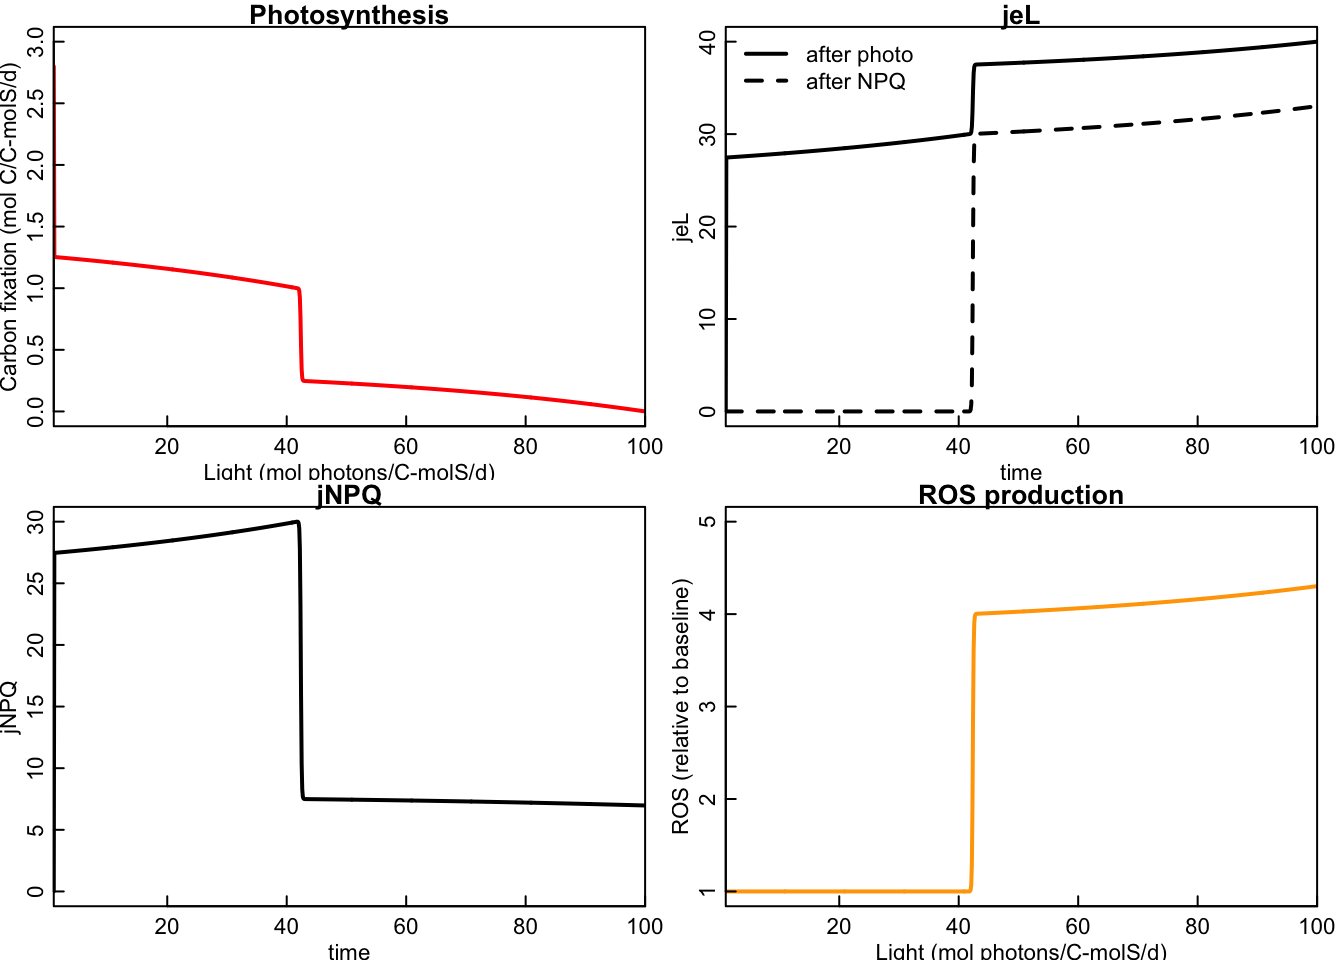 Photosynthesis
Carbon fixation (mol C/C-molS/d)
3.0
2.5
2.0
1.5
1.0
0.5
0.0
20 40 60 80 100
Light (mol photons/C-molS/d)
jeL
jeL
40
30
20
10
0
after photo
after NPQ
20 40 60 80 100
time
jNPQ
jNPQ
30
25
20
15
10
5
0
20 40 60 80 100
time
ROS production
ROS (relative to baseline)
5
4
3
2
1
20 40 60 80 100
Light (mol photons/C-molS/d)